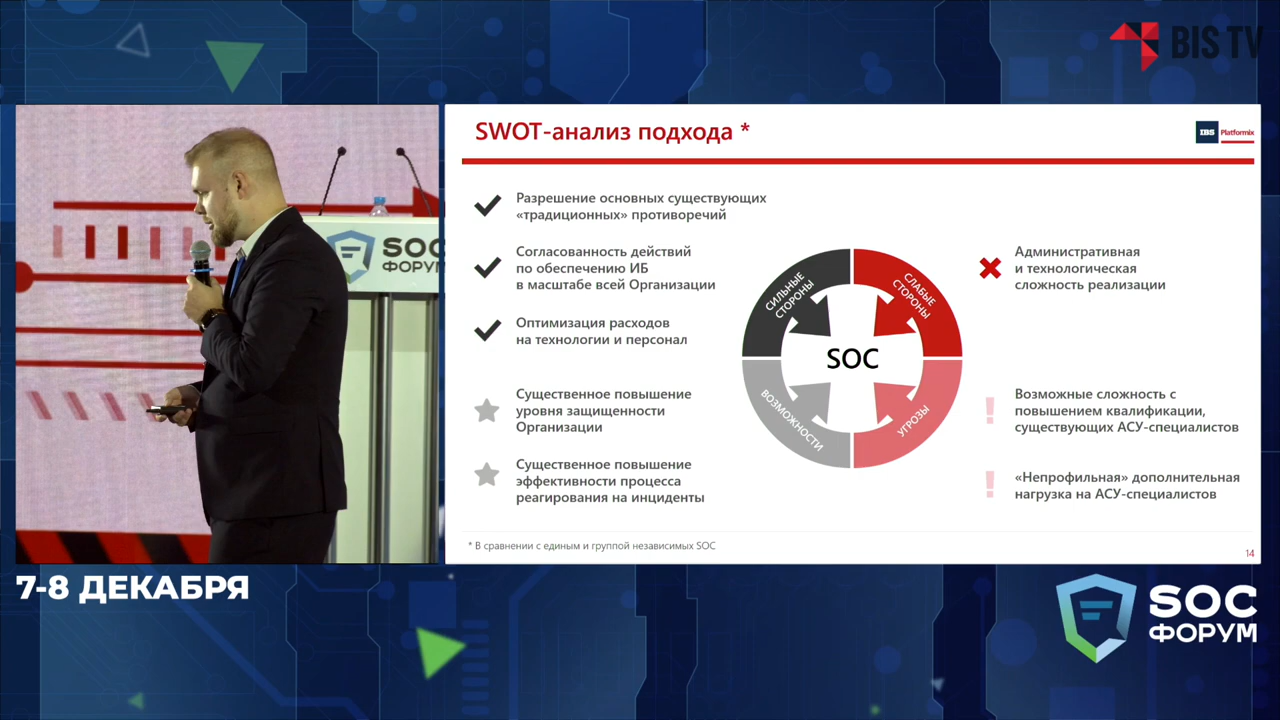 BIS TV
SWOT-анализ подхода *
IBS Platformix
Разрешение основных существующих
«традиционных» противоречий
Согласованность действий
по обеспечению ИБ
в масштабе всей Организации
Оптимизация расходов
на технологии и персонал
Существенное повышение
уровня защищенности
Организации
Существенное повышение
эффективности процесса
реагирования на инциденты
СИЛЬНЫЕ
СТОРОНЫ
СЛАБЫЕ
СТОРОНЫ
SOC
ВОЗМОЖНОСТИ
УГРОЗЫ
Административная
и технологическая
сложность реализации
Возможные сложность с
повышением квалификации,
существующих АСУ-специалистов
«Непрофильная» дополнительная
нагрузка на АСУ-специалистов
* В сравнении с единым и группой независимых SOC
14
SOC
ФОРУМ
7-8 ДЕКАБРЯ
SOC
ФОРУМ